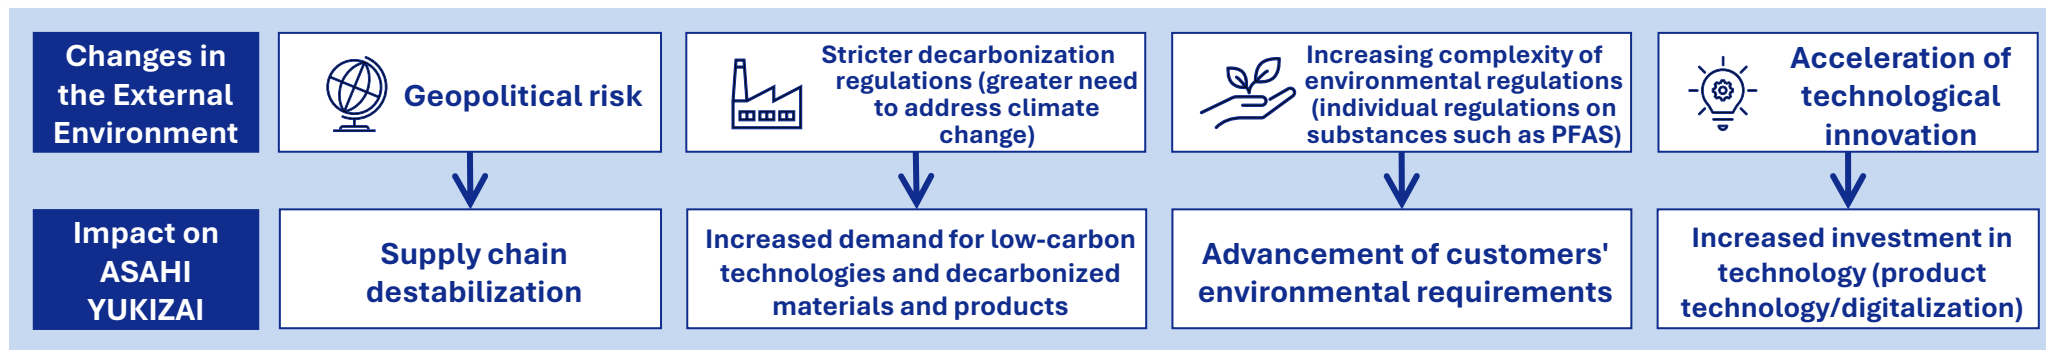 Changes in
the External
Environment
Geopolitical risk
Stricter decarbonization
regulations (greater need
to address climate
change)
Increasing complexity of
environmental regulations
(individual regulations on
substances such as PFAS)
Acceleration of
technological
innovation
Impact on
ASAHI
YUKIZAI
Supply chain
destabilization
Increased demand for low-carbon
technologies and decarbonized
materials and products
Advancement of customers'
environmental requirements
Increased investment in
technology (product
technology/digitalization)